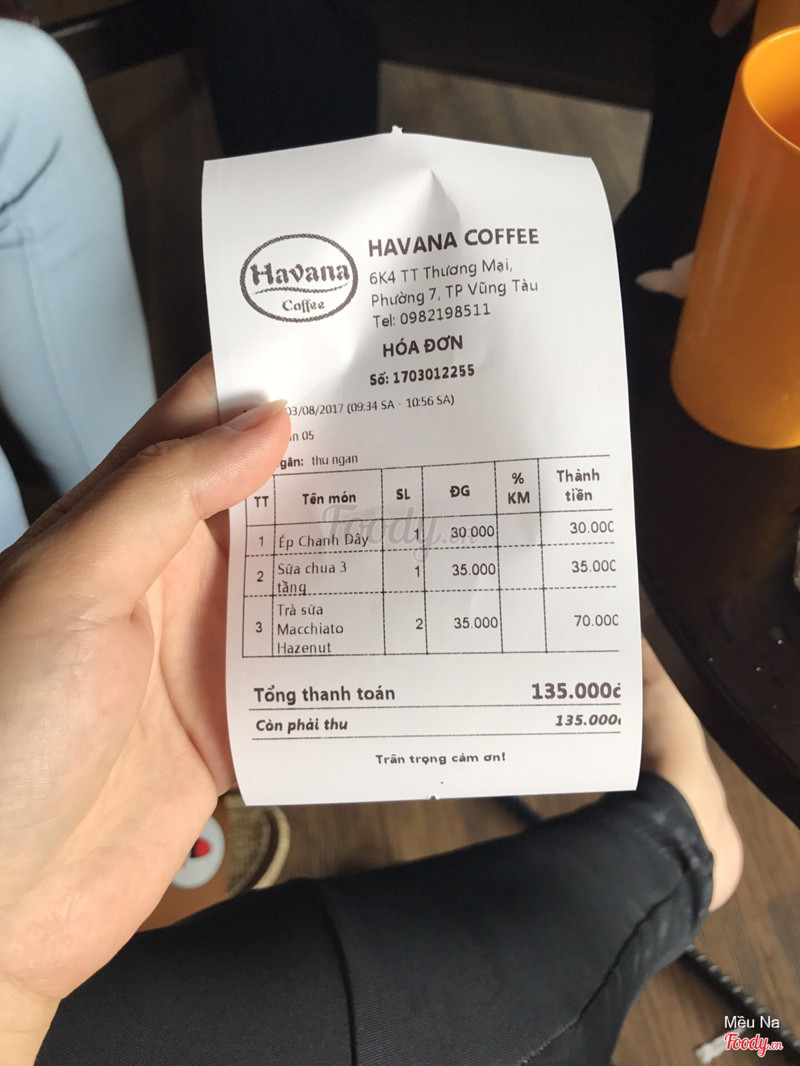 Havana
Coffee
HAVANA COFFEE
6K4 TT Thương Mại,
Phường 7, TP Vũng Tàu
Tel: 0982198511
HÓA ĐƠN
Số: 1703012255
03/08/2017 (09:34 SA - 10:56 SA)
05
gân: thu ngan
TT Tên món SL ĐG % KM Thành tiền
1 Ép Chanh Dây 1 30.000 30.000
2 Sữa chua 3 tầng 1 35.000 35.000
3 Trà sữa Macchiato Hazenut 2 35.000 70.000
Tổng thanh toán 135.000đ
Còn phải thu 135.000
Trân trọng cảm ơn!
Foody.vn
Mều Na
Foody.vn